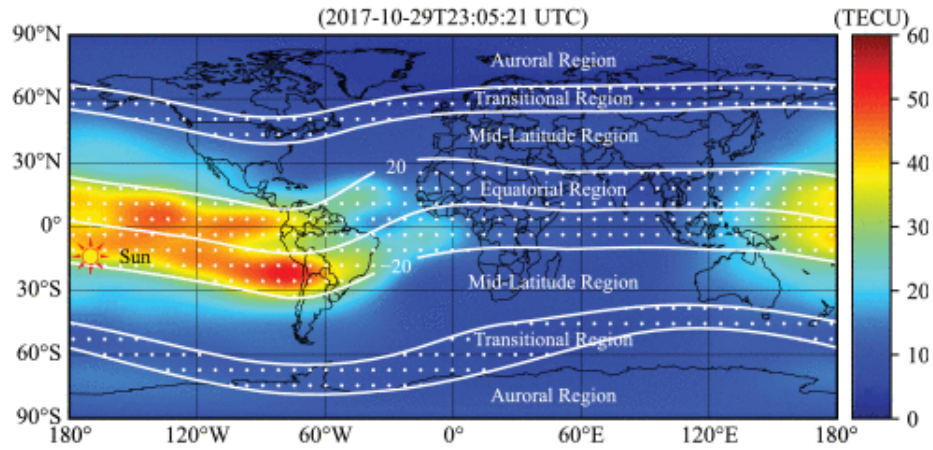 (2017-10-29T23:05:21 UTC) (TECU)
90°N 60
Auroral Region
60°N Transitional Region 50
Mid-Latitude Region
30°N 40
20
Equatorial Region
0° 30
Sun
−20
30°S Mid-Latitude Region 20
60°S Transitional Region 10
Auroral Region
90°S 0
180° 120°W 60°W 0° 60°E 120°E 180°